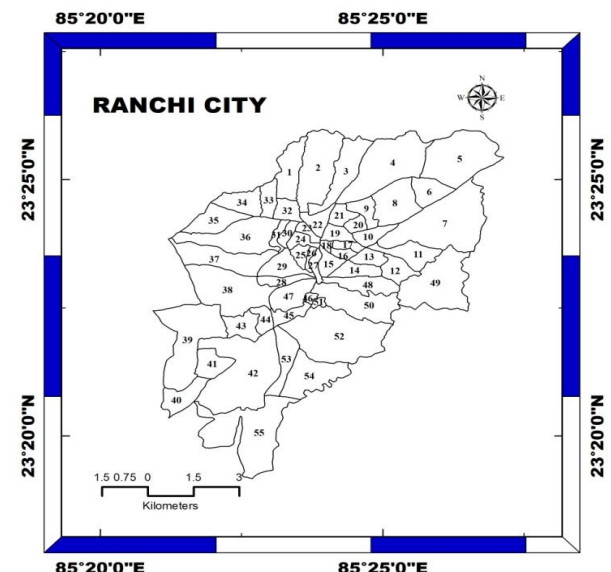 85°20'0"E 85°25'0"E
N
W E
S
RANCHI CITY
23°25'0"N 23°25'0"N
1 2 3 4 5
6
33 34 32 9 8
35 21 20 7
36 31 30 23 22 19 10
24 18 17
37 25 26 16 13 11
29 27 15 14 12
38 28 48 49
47 46 51 50
39 43 44 45 52
41 42 53 54
40
55
23°20'0"N 23°20'0"N
1.5 0.75 0 1.5 3
Kilometers
85°20'0"E 85°25'0"E